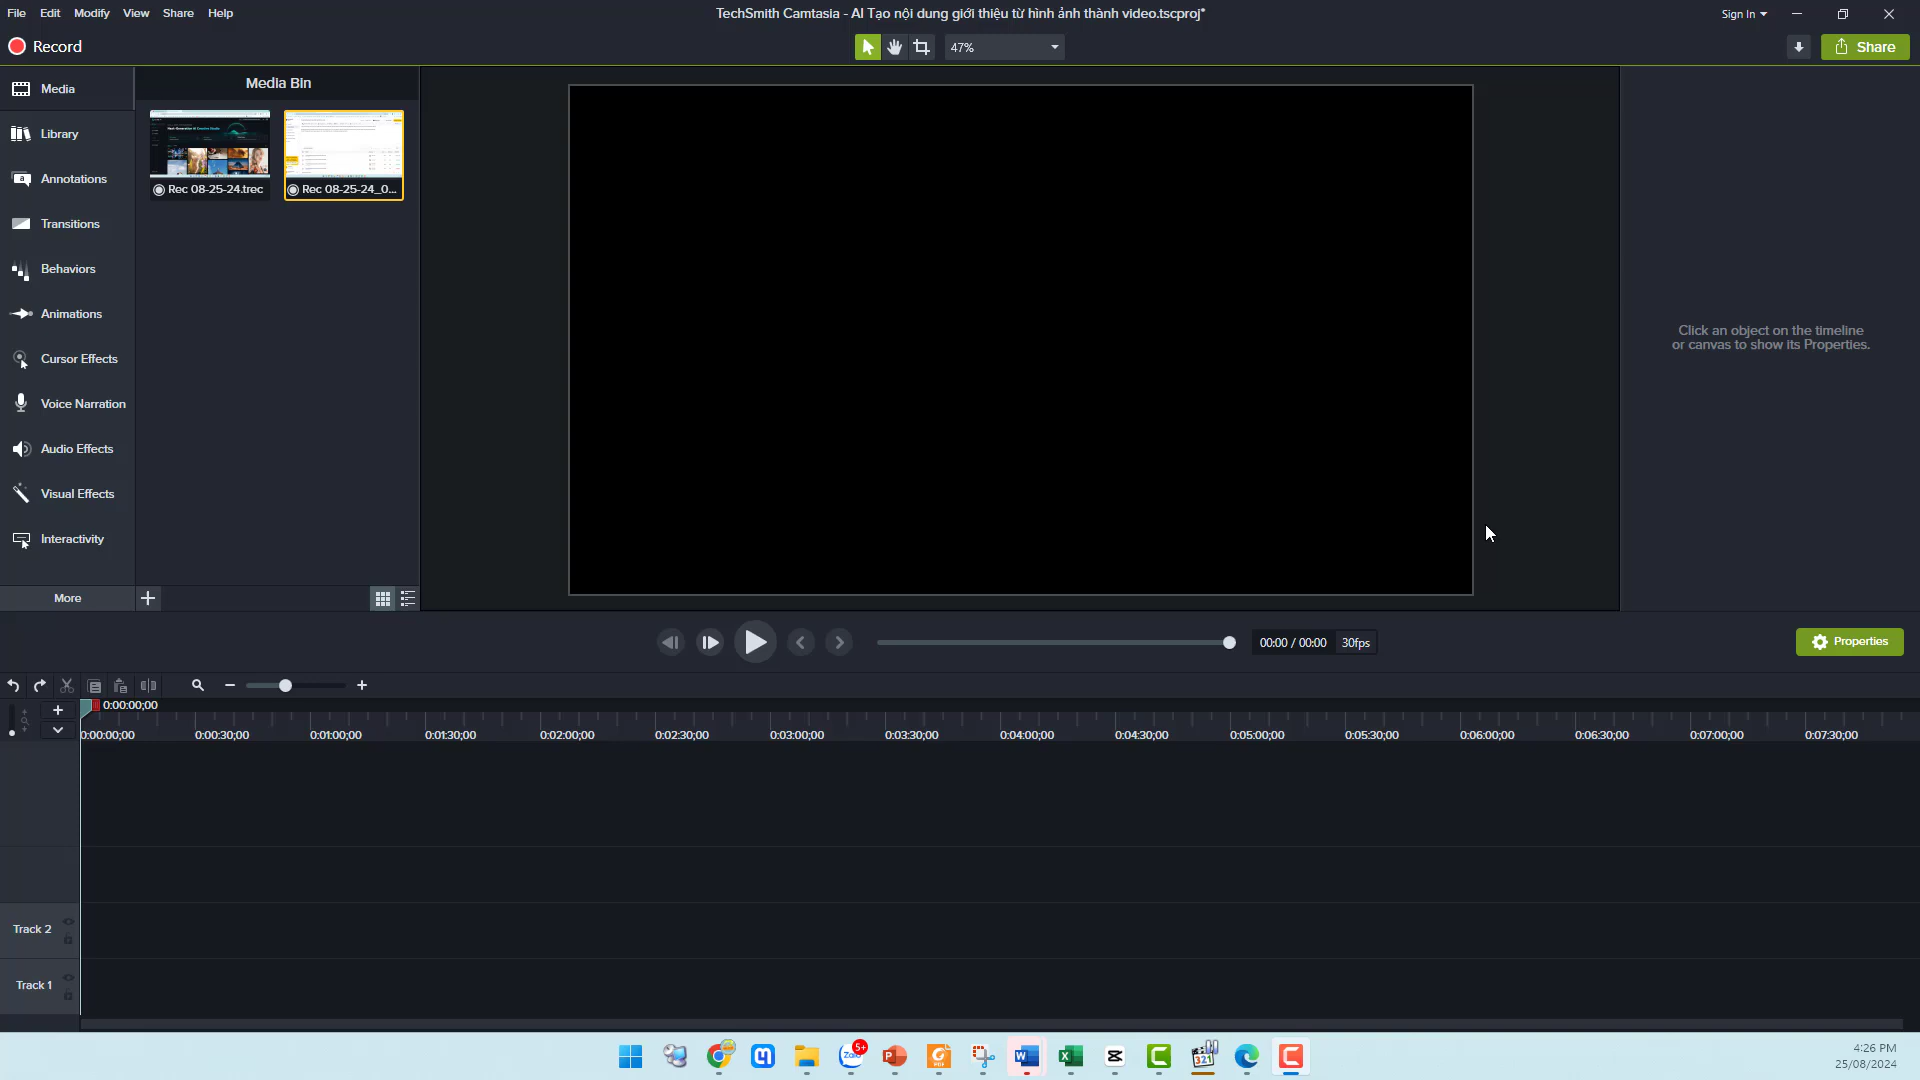 File Edit Modify View Share Help
TechSmith Camtasia - AI Tạo nội dung giới thiệu từ hình ảnh thành video.tscproj*
Sign In
Record
47%
Share
Media
Library
Annotations
Transitions
Behaviors
Animations
Cursor Effects
Voice Narration
Audio Effects
Visual Effects
Interactivity
More
Media Bin
Rec 08-25-24.trec
Rec 08-25-24_0...
Click an object on the timeline
or canvas to show its Properties.
00:00 / 00:00 30fps
Properties
0:00:00;00
0:00:00;00 0:00:30;00 0:01:00;00 0:01:30;00 0:02:00;00 0:02:30;00 0:03:00;00 0:03:30;00 0:04:00;00 0:04:30;00 0:05:00;00 0:05:30;00 0:06:00;00 0:06:30;00 0:07:00;00 0:07:30;00
Track 2
Track 1
Zalo
5+
321
4:26 PM
25/08/2024